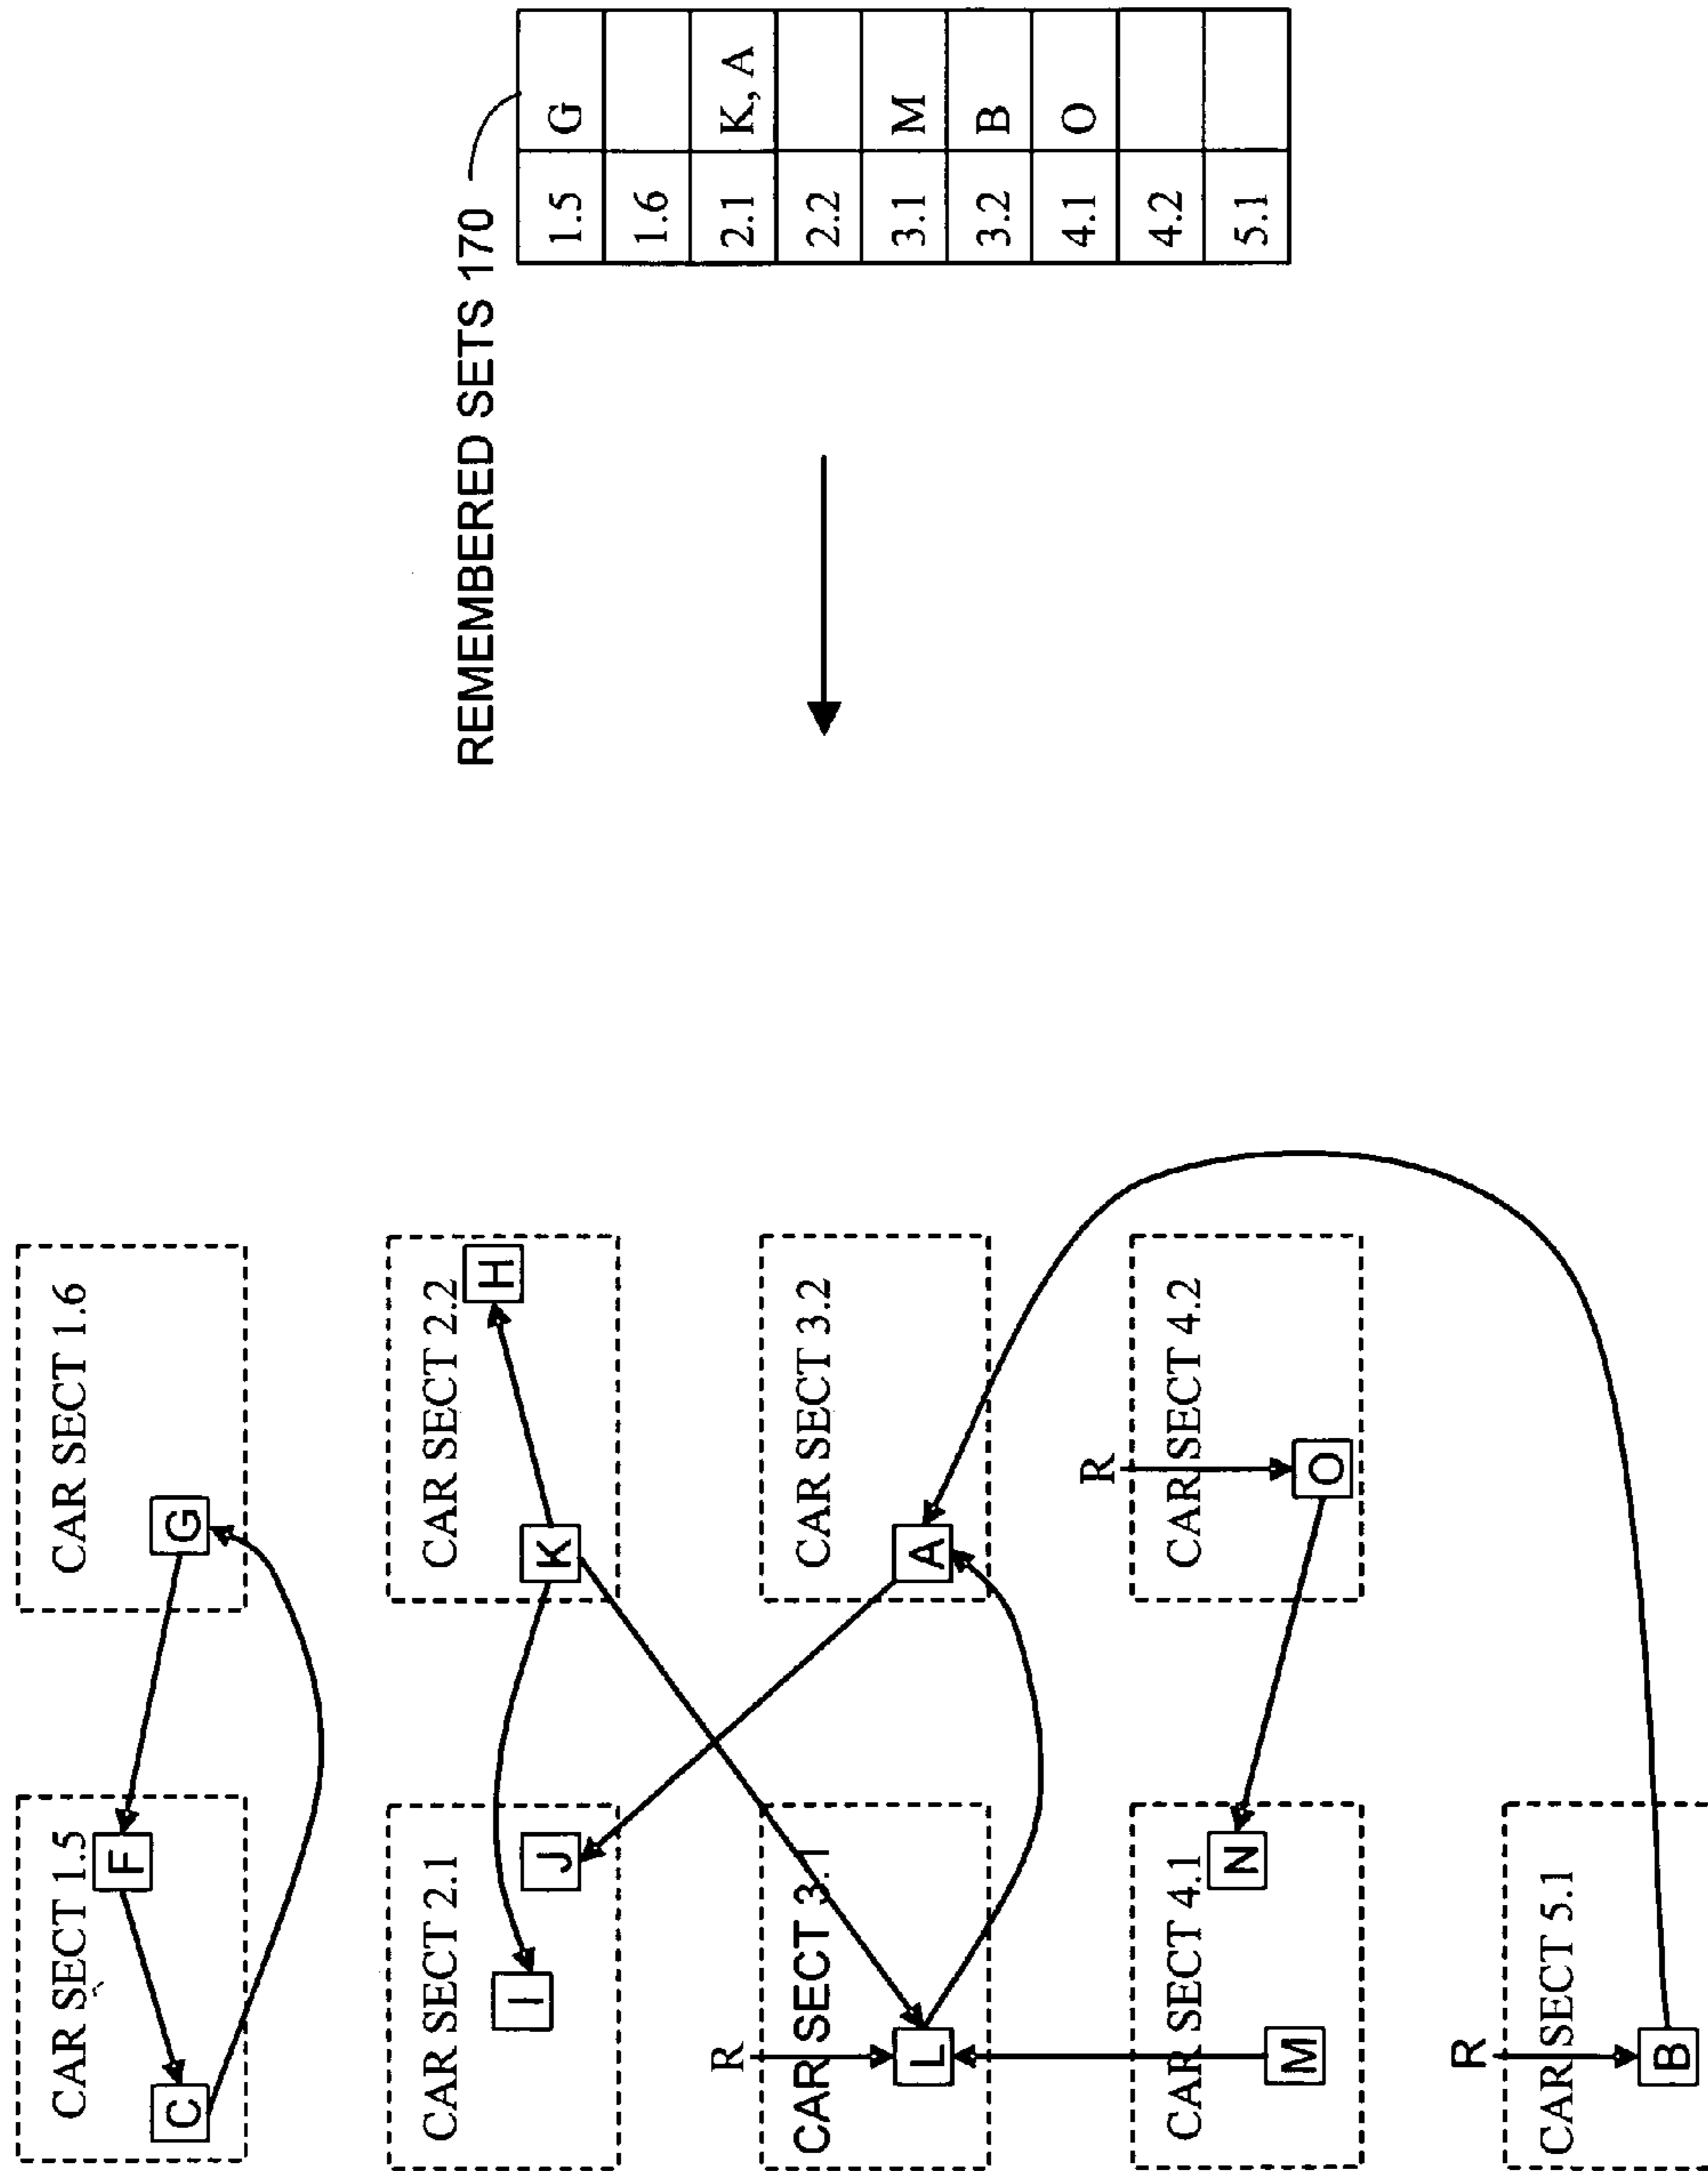 CAR SECT 1.5
F
C
CAR SECT 1.6
G
CAR SECT 2.1
I
J
CAR SECT 2.2
K
H
R
CAR SECT 3.1
L
CAR SECT 3.2
A
CAR SECT 4.1
M
N
R
CAR SECT 4.2
O
R
CAR SECT 5.1
B
REMEMBERED SETS 170
1.5 G
1.6
2.1 K, A
2.2
3.1 M
3.2 B
4.1 O
4.2
5.1